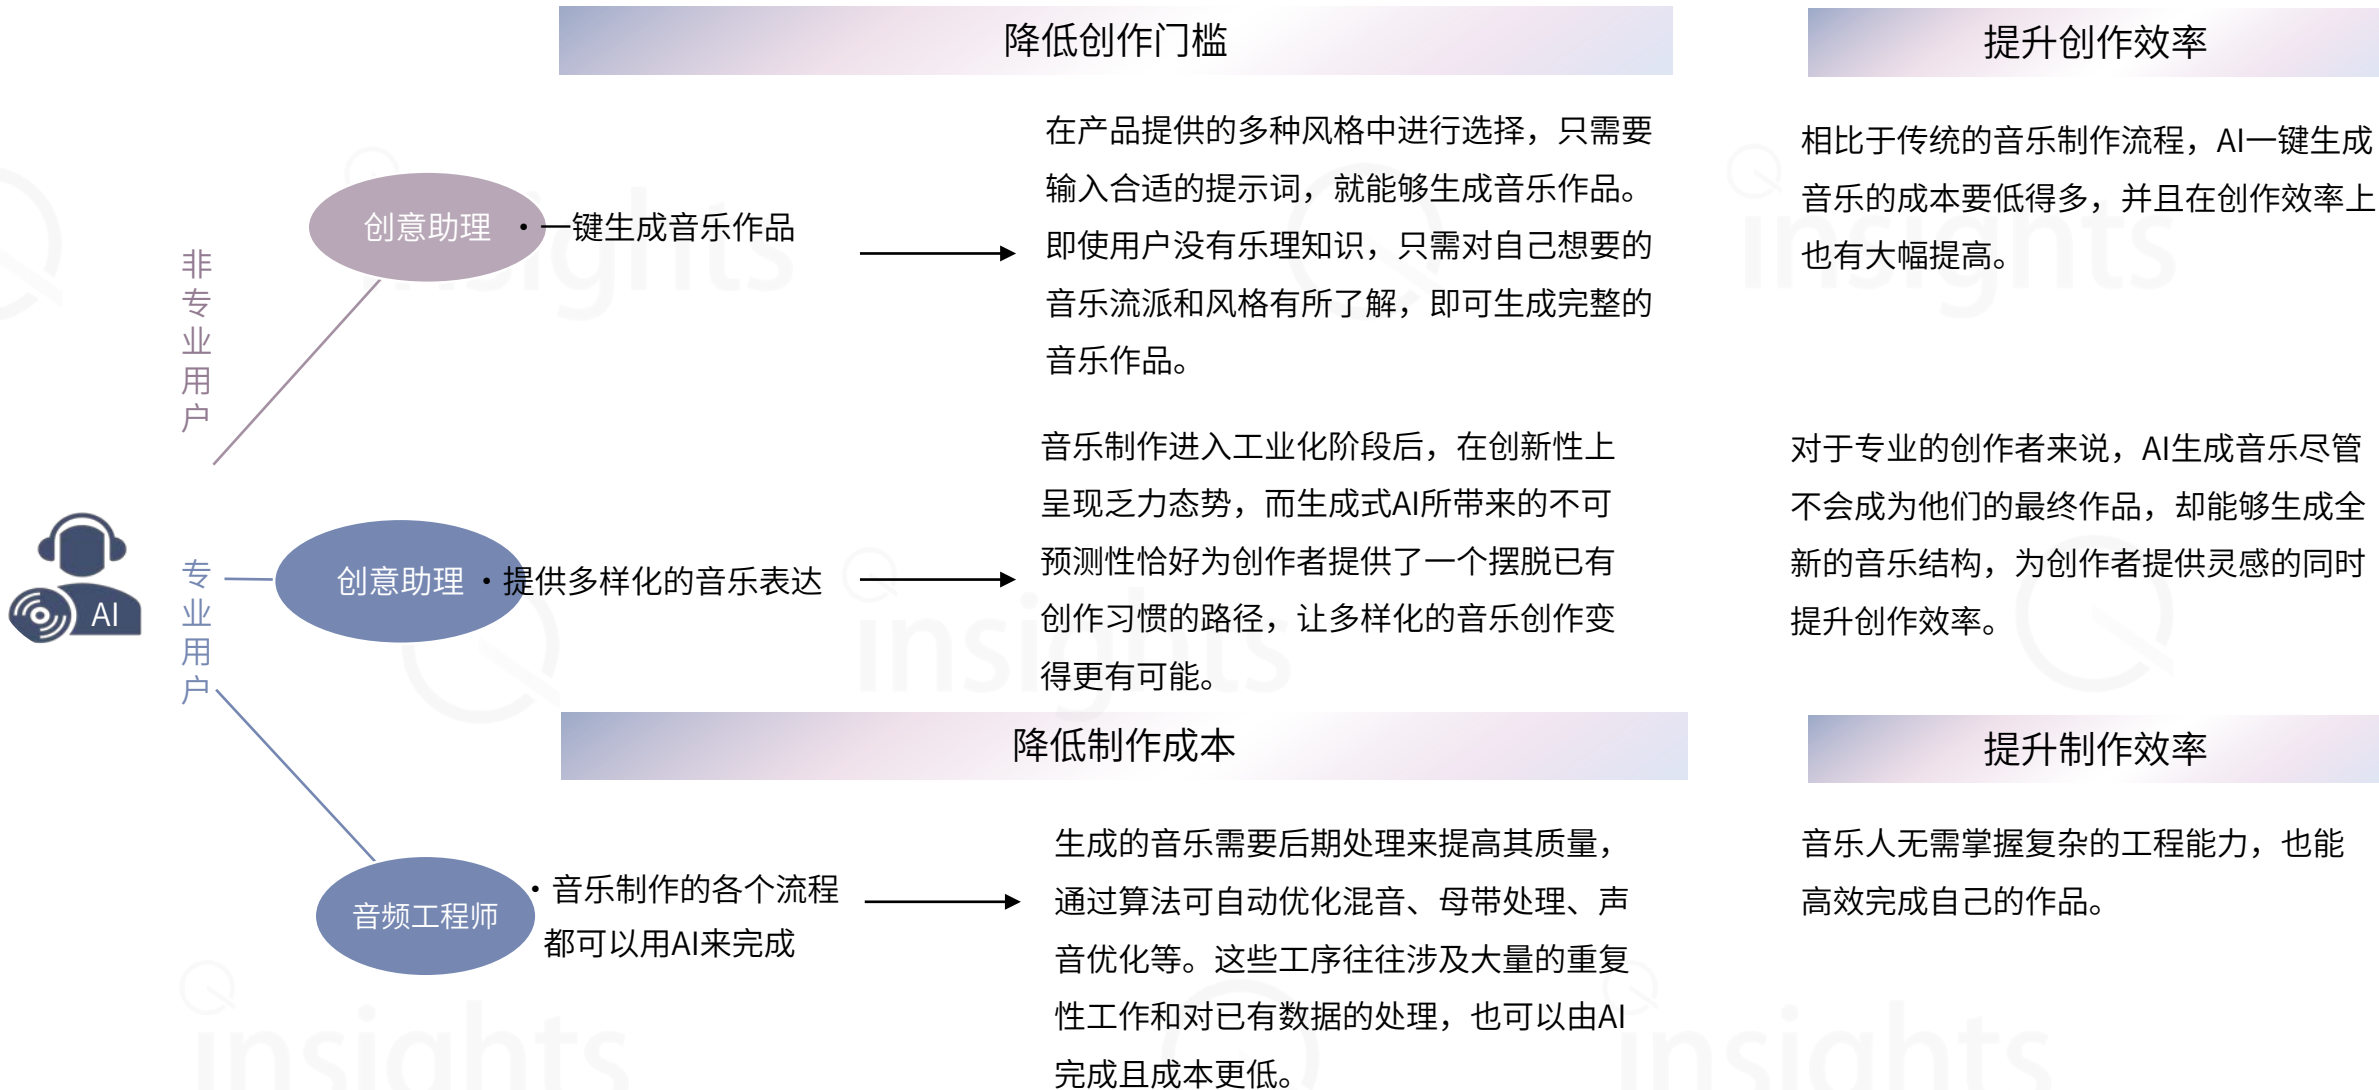 降低创作门槛
提升创作效率
非专业用户
创意助理
·一键生成音乐作品
在产品提供的多种风格中进行选择，只需要
输入合适的提示词，就能够生成音乐作品。
即使用户没有乐理知识，只需对自己想要的
音乐流派和风格有所了解，即可生成完整的
音乐作品。
相比于传统的音乐制作流程，AI一键生成
音乐的成本要低得多，并且在创作效率上
也有大幅提高。
AI
专业用户
创意助理
·提供多样化的音乐表达
音乐制作进入工业化阶段后，在创新性上
呈现乏力态势，而生成式AI所带来的不可
预测性恰好为创作者提供了一个摆脱已有
创作习惯的路径，让多样化的音乐创作变
得更有可能。
对于专业的创作者来说，AI生成音乐尽管
不会成为他们的最终作品，却能够生成全
新的音乐结构，为创作者提供灵感的同时
提升创作效率。
降低制作成本
提升制作效率
音频工程师
·音乐制作的各个流程
都可以用AI来完成
生成的音乐需要后期处理来提高其质量，
通过算法可自动优化混音、母带处理、声
音优化等。这些工序往往涉及大量的重复
性工作和对已有数据的处理，也可以由AI
完成且成本更低。
音乐人无需掌握复杂的工程能力，也能
高效完成自己的作品。
insights
insights
insights
insights
insights